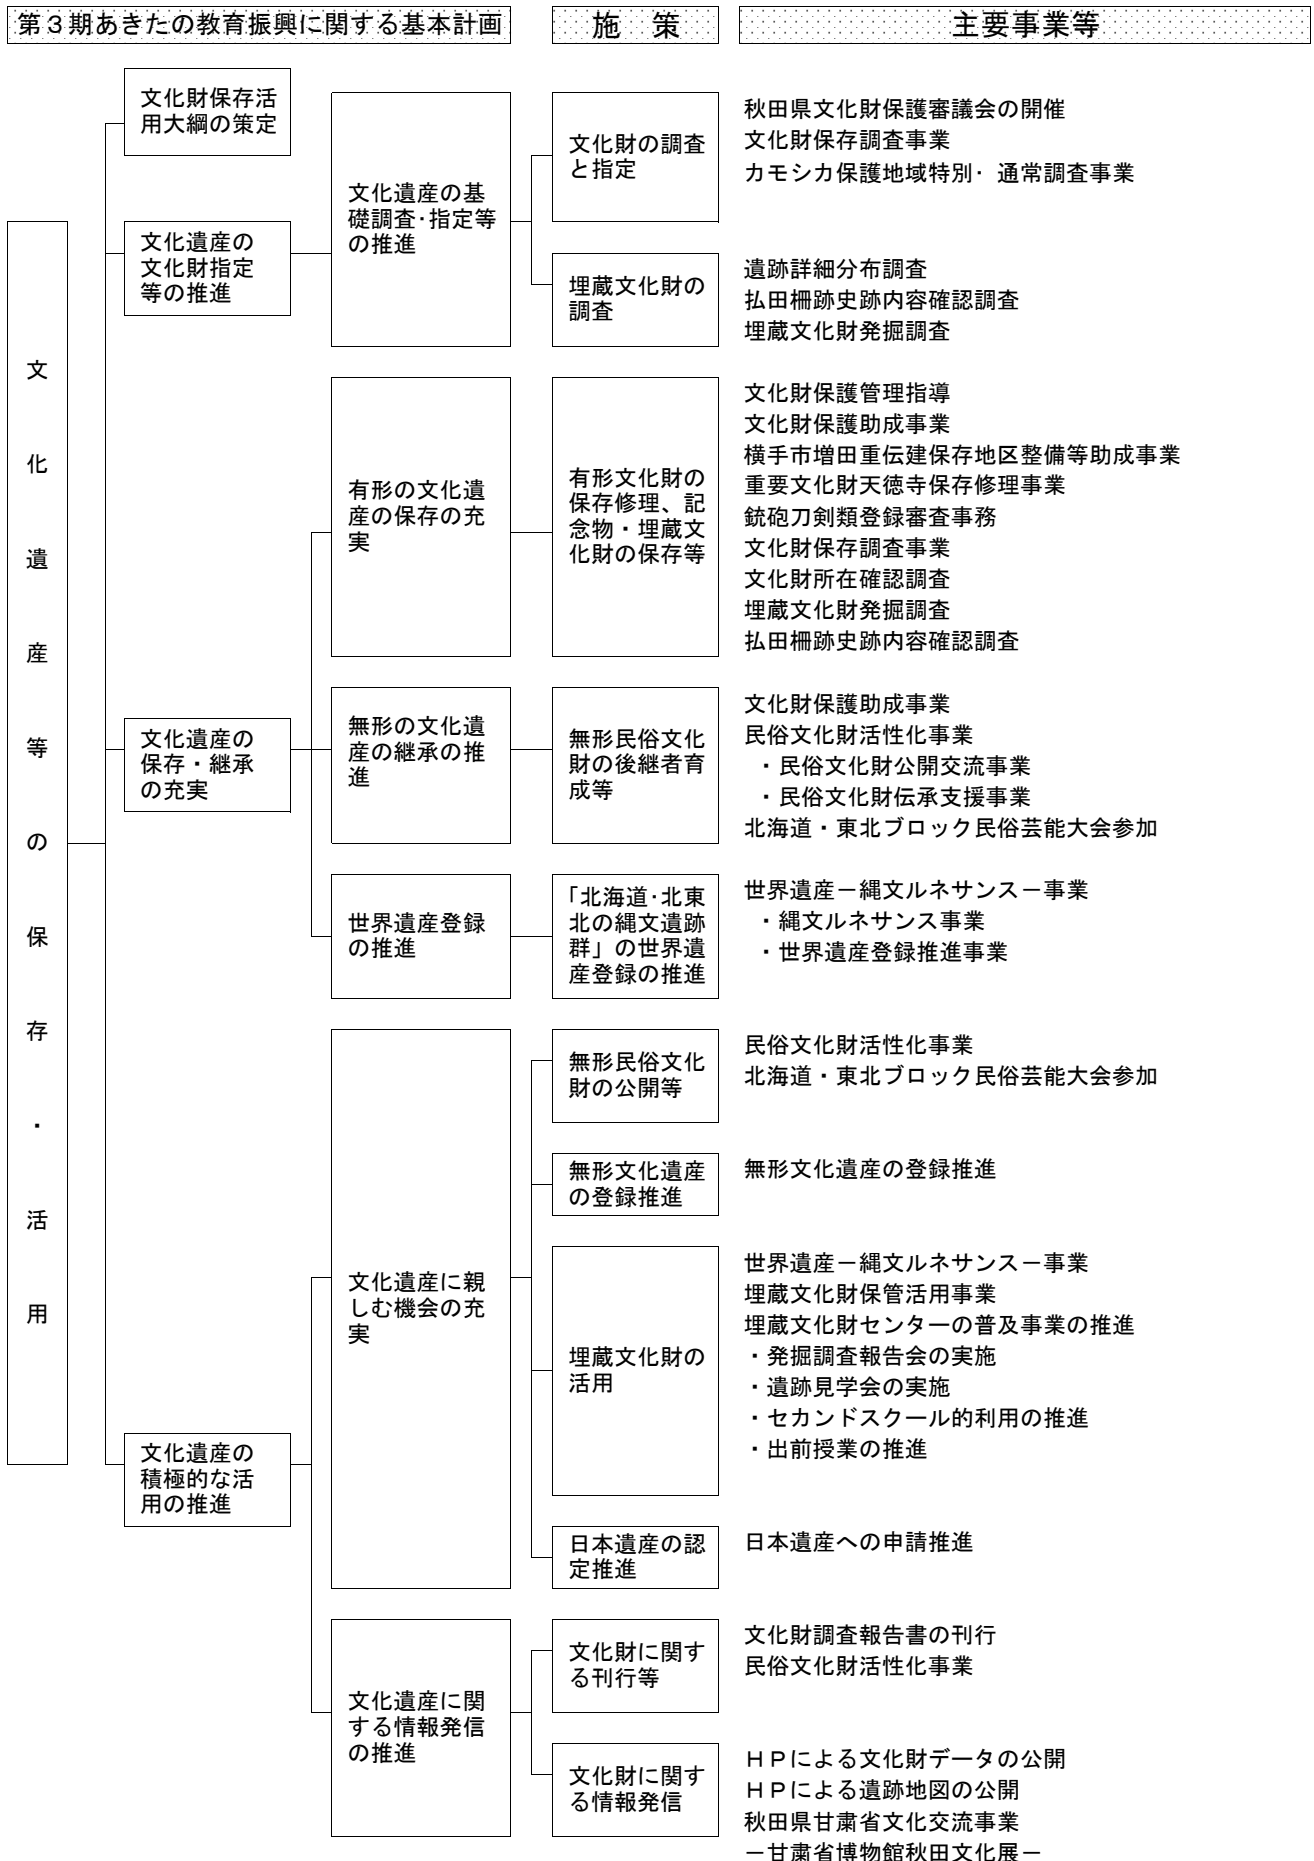 第３期あきたの教育振興に関する基本計画
施　策
主要事業等
文化遺産等の保存・活用
文化財保存活
用大綱の策定
文化遺産の
文化財指定
等の推進
文化遺産の基
礎調査･指定等
の推進
文化財の調査
と指定
秋田県文化財保護審議会の開催
文化財保存調査事業
カモシカ保護地域特別・通常調査事業
埋蔵文化財の
調査
遺跡詳細分布調査
払田柵跡史跡内容確認調査
埋蔵文化財発掘調査
文化遺産の
保存・継承
の充実
有形の文化遺
産の保存の充
実
有形文化財の
保存修理、記
念物・埋蔵文
化財の保存等
文化財保護管理指導
文化財保護助成事業
横手市増田重伝建保存地区整備等助成事業
重要文化財天徳寺保存修理事業
銃砲刀剣類登録審査事務
文化財保存調査事業
文化財所在確認調査
埋蔵文化財発掘調査
払田柵跡史跡内容確認調査
無形の文化遺
産の継承の推
進
無形民俗文化
財の後継者育
成等
文化財保護助成事業
民俗文化財活性化事業
・民俗文化財公開交流事業
・民俗文化財伝承支援事業
北海道・東北ブロック民俗芸能大会参加
世界遺産登録
の推進
「北海道･北東
北の縄文遺跡
群」の世界遺
産登録の推進
世界遺産－縄文ルネサンス－事業
・縄文ルネサンス事業
・世界遺産登録推進事業
文化遺産の
積極的な活
用の推進
文化遺産に親
しむ機会の充
実
無形民俗文化
財の公開等
民俗文化財活性化事業
北海道・東北ブロック民俗芸能大会参加
無形文化遺産
の登録推進
無形文化遺産の登録推進
埋蔵文化財の
活用
世界遺産－縄文ルネサンス－事業
埋蔵文化財保管活用事業
埋蔵文化財センターの普及事業の推進
・発掘調査報告会の実施
・遺跡見学会の実施
・セカンドスクール的利用の推進
・出前授業の推進
日本遺産の認
定推進
日本遺産への申請推進
文化遺産に関
する情報発信
の推進
文化財に関す
る刊行等
文化財調査報告書の刊行
民俗文化財活性化事業
文化財に関す
る情報発信
ＨＰによる文化財データの公開
ＨＰによる遺跡地図の公開
秋田県甘粛省文化交流事業
－甘粛省博物館秋田文化展－